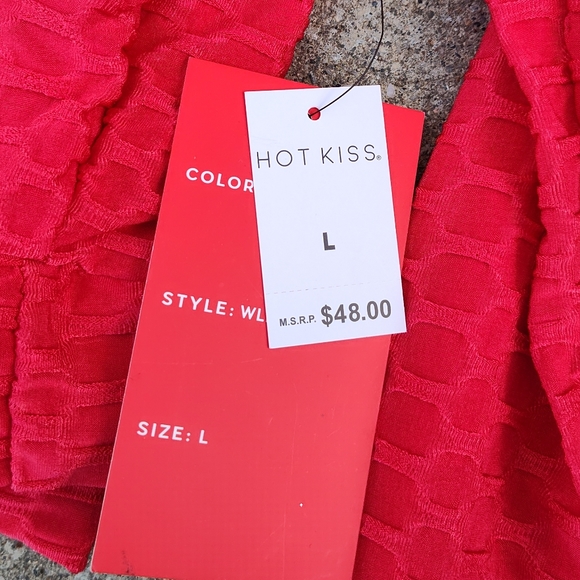 HOT KISS®
L
M.S.R.P. $48.00
COLOR
STYLE: WL
SIZE: L